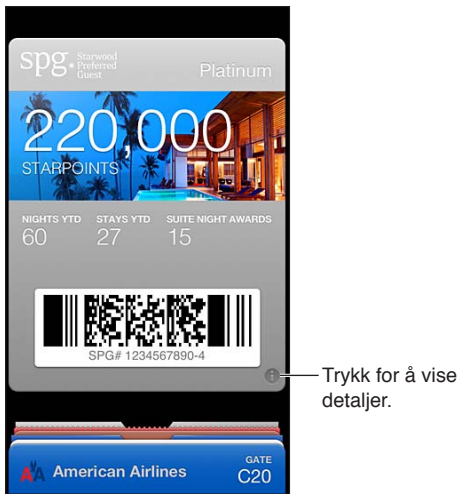 spg. Starwood
Preferred
Guest
Platinum
220,000
STARPOINTS
NIGHTS YTD STAYS YTD SUITE NIGHT AWARDS
60 27 15
SPG# 1234567890-4
Trykk for å vise
detaljer.
AA American Airlines
GATE
C20